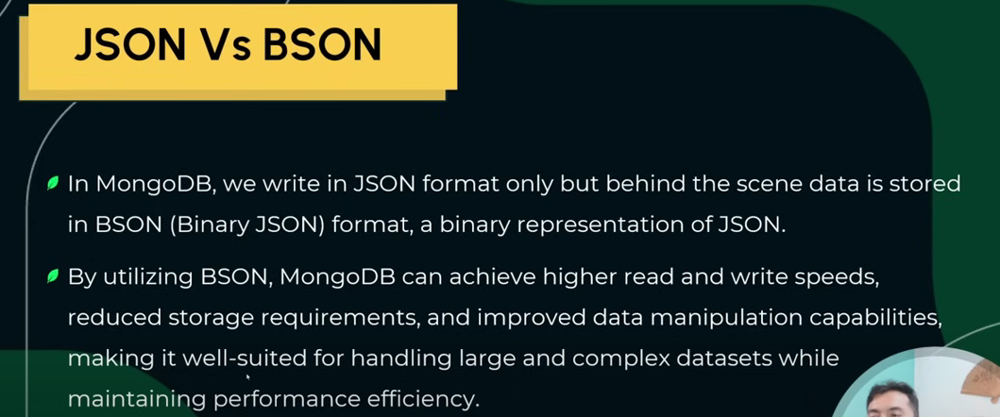 JSON Vs BSON
In MongoDB, we write in JSON format only but behind the scene data is stored
in BSON (Binary JSON) format, a binary representation of JSON.
By utilizing BSON, MongoDB can achieve higher read and write speeds,
reduced storage requirements, and improved data manipulation capabilities,
making it well-suited for handling large and complex datasets while
maintaining performance efficiency.